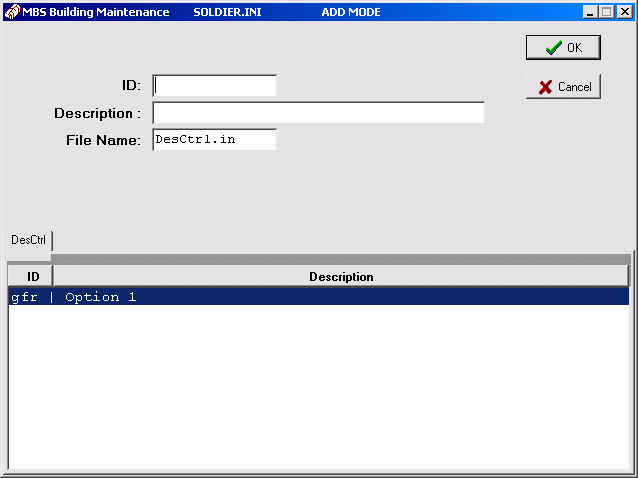 MBS Building Maintenance SOLDIER.INI ADD MODE
OK
ID:
Cancel
Description :
File Name: DesCtrl.in
DesCtrl
ID Description
gfr | Option 1